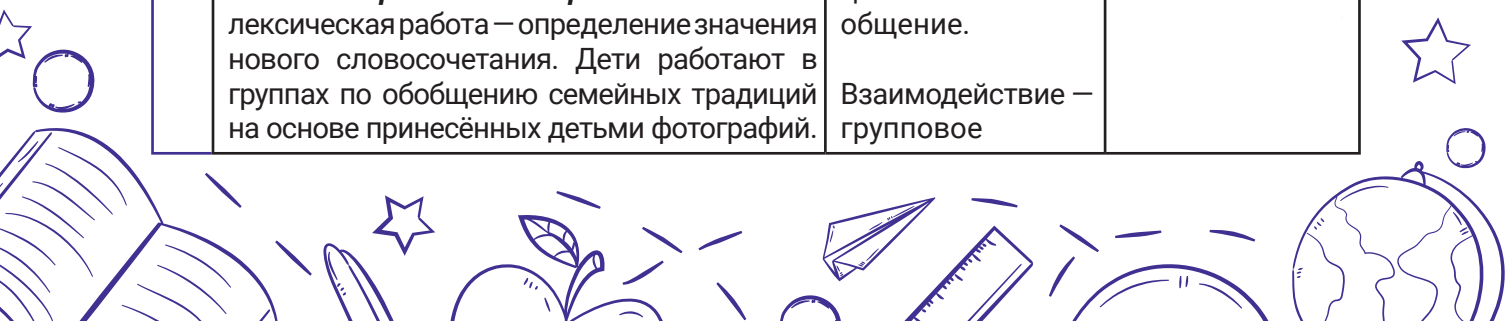 лексическая работа — определение значения
нового словосочетания. Дети работают в
группах по обобщению семейных традиций
на основе принесённых детьми фотографий.
общение.
Взаимодействие —
групповое